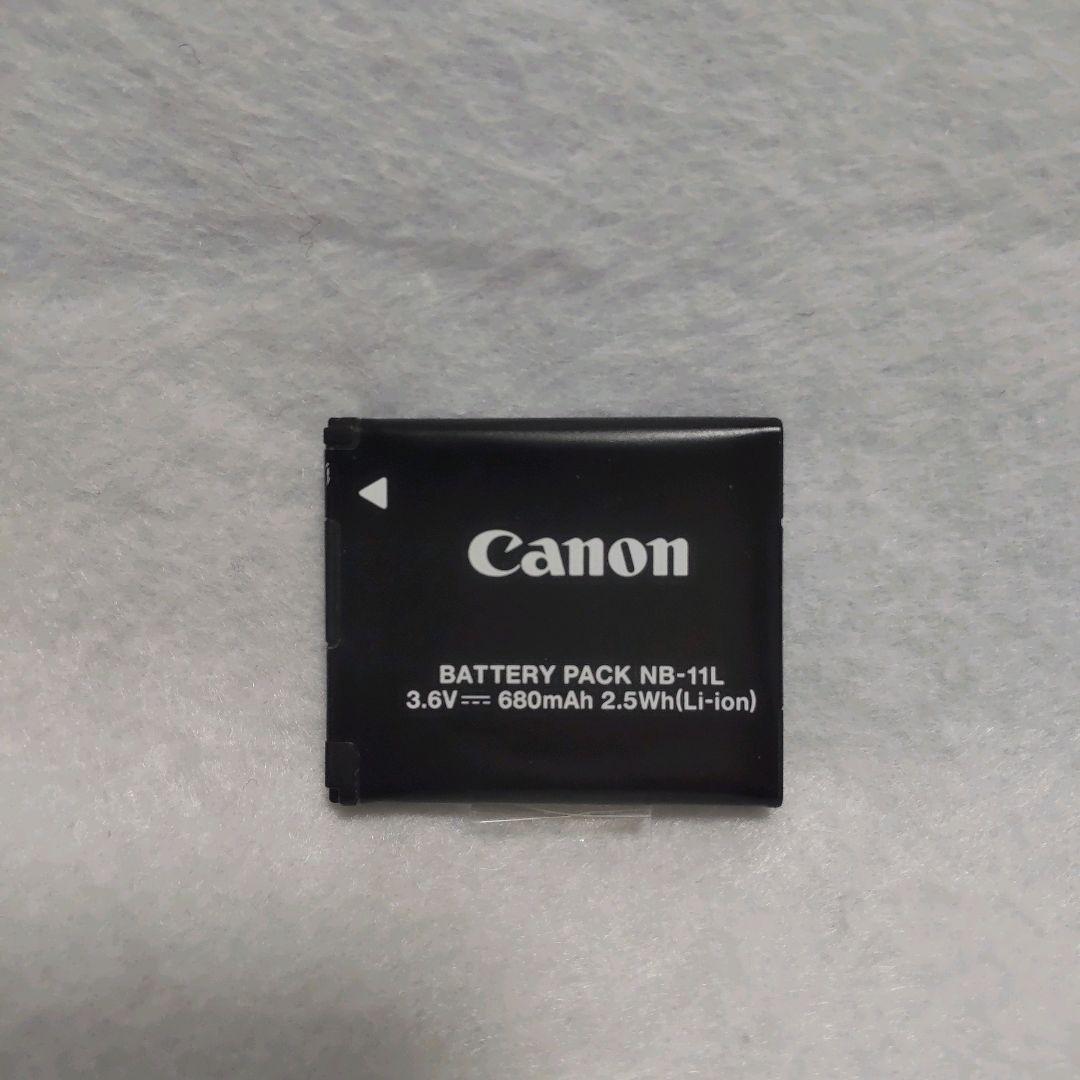 Canon
BATTERY PACK NB-11L
3.6V⎓ 680mAh 2.5Wh(Li-ion)